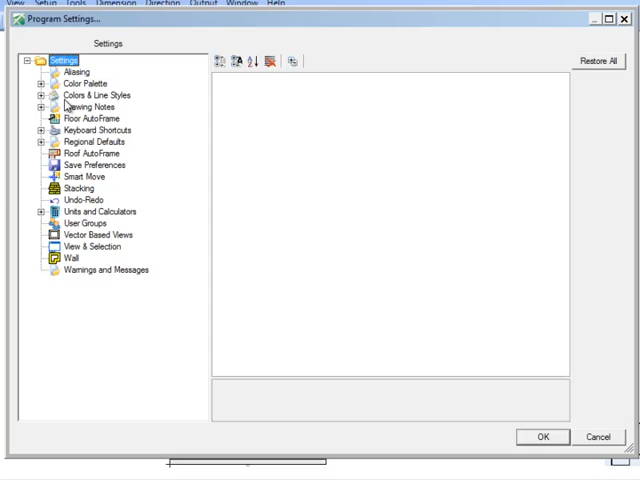 View Setup Tools Dimension Direction Output Window Help
Program Settings...
Settings
Restore All
Settings
Aliasing
Color Palette
Colors & Line Styles
Drawing Notes
Floor AutoFrame
Keyboard Shortcuts
Regional Defaults
Roof AutoFrame
Save Preferences
Smart Move
Stacking
Undo-Redo
Units and Calculators
User Groups
Vector Based Views
View & Selection
Wall
Warnings and Messages
OK Cancel